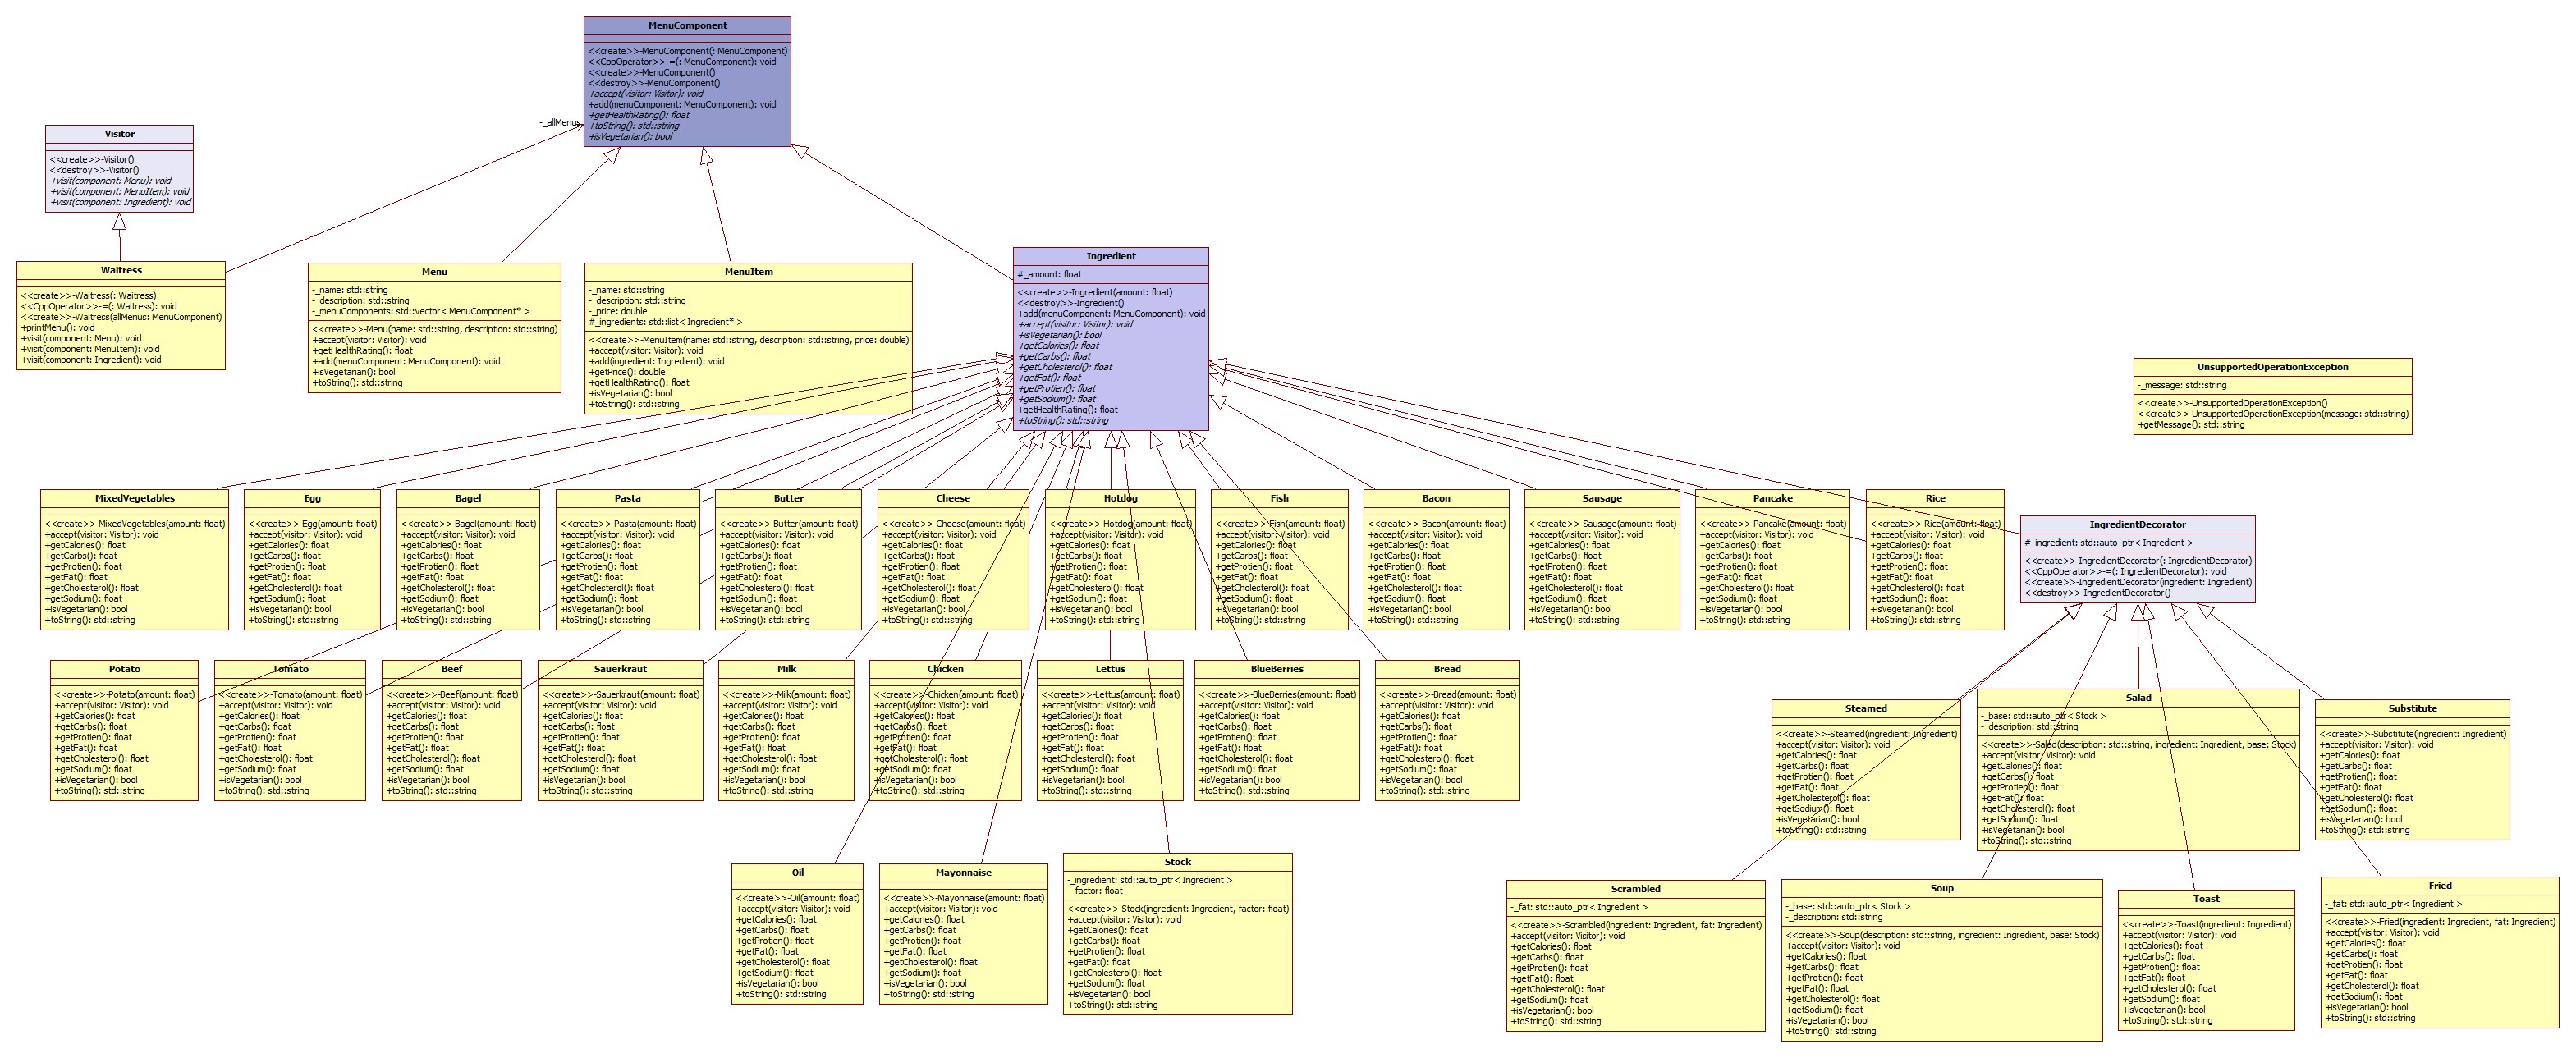 MenuComponent
<<create>>-MenuComponent(: MenuComponent)
<<CppOperator>>-=(: MenuComponent): void
<<create>>-MenuComponent()
<<destroy>>-MenuComponent()
+accept(visitor: Visitor): void
+add(menuComponent: MenuComponent): void
+getHealthRating(): float
+toString(): std::string
+isVegetarian(): bool
-_allMenus
Visitor
<<create>>-Visitor()
<<destroy>>-Visitor()
+visit(component: Menu): void
+visit(component: MenuItem): void
+visit(component: Ingredient): void
Waitress
<<create>>-Waitress(: Waitress)
<<CppOperator>>-=(: Waitress): void
<<create>>-Waitress(allMenus: MenuComponent)
+printMenu(): void
+visit(component: Menu): void
+visit(component: MenuItem): void
+visit(component: Ingredient): void
Menu
-_name: std::string
-_description: std::string
-_menuComponents: std::vector< MenuComponent* >
<<create>>-Menu(name: std::string, description: std::string)
+accept(visitor: Visitor): void
+getHealthRating(): float
+add(menuComponent: MenuComponent): void
+isVegetarian(): bool
+toString(): std::string
MenuItem
-_name: std::string
-_description: std::string
-_price: double
#_ingredients: std::list< Ingredient* >
<<create>>-MenuItem(name: std::string, description: std::string, price: double)
+accept(visitor: Visitor): void
+add(ingredient: Ingredient): void
+getPrice(): double
+getHealthRating(): float
+isVegetarian(): bool
+toString(): std::string
Ingredient
#_amount: float
<<create>>-Ingredient(amount: float)
<<destroy>>-Ingredient()
+add(menuComponent: MenuComponent): void
+accept(visitor: Visitor): void
+isVegetarian(): bool
+getCalories(): float
+getCarbs(): float
+getCholesterol(): float
+getFat(): float
+getProtien(): float
+getSodium(): float
+getHealthRating(): float
+toString(): std::string
UnsupportedOperationException
-_message: std::string
<<create>>-UnsupportedOperationException()
<<create>>-UnsupportedOperationException(message: std::string)
+getMessage(): std::string
MixedVegetables
<<create>>-MixedVegetables(amount: float)
+accept(visitor: Visitor): void
+getCalories(): float
+getCarbs(): float
+getProtien(): float
+getFat(): float
+getCholesterol(): float
+getSodium(): float
+isVegetarian(): bool
+toString(): std::string
Egg
<<create>>-Egg(amount: float)
+accept(visitor: Visitor): void
+getCalories(): float
+getCarbs(): float
+getProtien(): float
+getFat(): float
+getCholesterol(): float
+getSodium(): float
+isVegetarian(): bool
+toString(): std::string
Bagel
<<create>>-Bagel(amount: float)
+accept(visitor: Visitor): void
+getCalories(): float
+getCarbs(): float
+getProtien(): float
+getFat(): float
+getCholesterol(): float
+getSodium(): float
+isVegetarian(): bool
+toString(): std::string
Pasta
<<create>>-Pasta(amount: float)
+accept(visitor: Visitor): void
+getCalories(): float
+getCarbs(): float
+getProtien(): float
+getFat(): float
+getCholesterol(): float
+getSodium(): float
+isVegetarian(): bool
+toString(): std::string
Butter
<<create>>-Butter(amount: float)
+accept(visitor: Visitor): void
+getCalories(): float
+getCarbs(): float
+getProtien(): float
+getFat(): float
+getCholesterol(): float
+getSodium(): float
+isVegetarian(): bool
+toString(): std::string
Cheese
<<create>>-Cheese(amount: float)
+accept(visitor: Visitor): void
+getCalories(): float
+getCarbs(): float
+getProtien(): float
+getFat(): float
+getCholesterol(): float
+getSodium(): float
+isVegetarian(): bool
+toString(): std::string
Hotdog
<<create>>-Hotdog(amount: float)
+accept(visitor: Visitor): void
+getCalories(): float
+getCarbs(): float
+getProtien(): float
+getFat(): float
+getCholesterol(): float
+getSodium(): float
+isVegetarian(): bool
+toString(): std::string
Fish
<<create>>-Fish(amount: float)
+accept(visitor: Visitor): void
+getCalories(): float
+getCarbs(): float
+getProtien(): float
+getFat(): float
+getCholesterol(): float
+getSodium(): float
+isVegetarian(): bool
+toString(): std::string
Bacon
<<create>>-Bacon(amount: float)
+accept(visitor: Visitor): void
+getCalories(): float
+getCarbs(): float
+getProtien(): float
+getFat(): float
+getCholesterol(): float
+getSodium(): float
+isVegetarian(): bool
+toString(): std::string
Sausage
<<create>>-Sausage(amount: float)
+accept(visitor: Visitor): void
+getCalories(): float
+getCarbs(): float
+getProtien(): float
+getFat(): float
+getCholesterol(): float
+getSodium(): float
+isVegetarian(): bool
+toString(): std::string
Pancake
<<create>>-Pancake(amount: float)
+accept(visitor: Visitor): void
+getCalories(): float
+getCarbs(): float
+getProtien(): float
+getFat(): float
+getCholesterol(): float
+getSodium(): float
+isVegetarian(): bool
+toString(): std::string
Rice
<<create>>-Rice(amount: float)
+accept(visitor: Visitor): void
+getCalories(): float
+getCarbs(): float
+getProtien(): float
+getFat(): float
+getCholesterol(): float
+getSodium(): float
+isVegetarian(): bool
+toString(): std::string
IngredientDecorator
#_ingredient: std::auto_ptr< Ingredient >
<<create>>-IngredientDecorator(: IngredientDecorator)
<<CppOperator>>-=(: IngredientDecorator): void
<<create>>-IngredientDecorator(ingredient: Ingredient)
<<destroy>>-IngredientDecorator()
Potato
<<create>>-Potato(amount: float)
+accept(visitor: Visitor): void
+getCalories(): float
+getCarbs(): float
+getProtien(): float
+getFat(): float
+getCholesterol(): float
+getSodium(): float
+isVegetarian(): bool
+toString(): std::string
Tomato
<<create>>-Tomato(amount: float)
+accept(visitor: Visitor): void
+getCalories(): float
+getCarbs(): float
+getProtien(): float
+getFat(): float
+getCholesterol(): float
+getSodium(): float
+isVegetarian(): bool
+toString(): std::string
Beef
<<create>>-Beef(amount: float)
+accept(visitor: Visitor): void
+getCalories(): float
+getCarbs(): float
+getProtien(): float
+getFat(): float
+getCholesterol(): float
+getSodium(): float
+isVegetarian(): bool
+toString(): std::string
Sauerkraut
<<create>>-Sauerkraut(amount: float)
+accept(visitor: Visitor): void
+getCalories(): float
+getCarbs(): float
+getProtien(): float
+getFat(): float
+getCholesterol(): float
+getSodium(): float
+isVegetarian(): bool
+toString(): std::string
Milk
<<create>>-Milk(amount: float)
+accept(visitor: Visitor): void
+getCalories(): float
+getCarbs(): float
+getProtien(): float
+getFat(): float
+getCholesterol(): float
+getSodium(): float
+isVegetarian(): bool
+toString(): std::string
Chicken
<<create>>-Chicken(amount: float)
+accept(visitor: Visitor): void
+getCalories(): float
+getCarbs(): float
+getProtien(): float
+getFat(): float
+getCholesterol(): float
+getSodium(): float
+isVegetarian(): bool
+toString(): std::string
Lettus
<<create>>-Lettus(amount: float)
+accept(visitor: Visitor): void
+getCalories(): float
+getCarbs(): float
+getProtien(): float
+getFat(): float
+getCholesterol(): float
+getSodium(): float
+isVegetarian(): bool
+toString(): std::string
BlueBerries
<<create>>-BlueBerries(amount: float)
+accept(visitor: Visitor): void
+getCalories(): float
+getCarbs(): float
+getProtien(): float
+getFat(): float
+getCholesterol(): float
+getSodium(): float
+isVegetarian(): bool
+toString(): std::string
Bread
<<create>>-Bread(amount: float)
+accept(visitor: Visitor): void
+getCalories(): float
+getCarbs(): float
+getProtien(): float
+getFat(): float
+getCholesterol(): float
+getSodium(): float
+isVegetarian(): bool
+toString(): std::string
Steamed
<<create>>-Steamed(ingredient: Ingredient)
+accept(visitor: Visitor): void
+getCalories(): float
+getCarbs(): float
+getProtien(): float
+getFat(): float
+getCholesterol(): float
+getSodium(): float
+isVegetarian(): bool
+toString(): std::string
Salad
-_base: std::auto_ptr< Stock >
-_description: std::string
<<create>>-Salad(description: std::string, ingredient: Ingredient, base: Stock)
+accept(visitor: Visitor): void
+getCalories(): float
+getCarbs(): float
+getProtien(): float
+getFat(): float
+getCholesterol(): float
+getSodium(): float
+isVegetarian(): bool
+toString(): std::string
Substitute
<<create>>-Substitute(ingredient: Ingredient)
+accept(visitor: Visitor): void
+getCalories(): float
+getCarbs(): float
+getProtien(): float
+getFat(): float
+getCholesterol(): float
+getSodium(): float
+isVegetarian(): bool
+toString(): std::string
Oil
<<create>>-Oil(amount: float)
+accept(visitor: Visitor): void
+getCalories(): float
+getCarbs(): float
+getProtien(): float
+getFat(): float
+getCholesterol(): float
+getSodium(): float
+isVegetarian(): bool
+toString(): std::string
Mayonnaise
<<create>>-Mayonnaise(amount: float)
+accept(visitor: Visitor): void
+getCalories(): float
+getCarbs(): float
+getProtien(): float
+getFat(): float
+getCholesterol(): float
+getSodium(): float
+isVegetarian(): bool
+toString(): std::string
Stock
-_ingredient: std::auto_ptr< Ingredient >
-_factor: float
<<create>>-Stock(ingredient: Ingredient, factor: float)
+accept(visitor: Visitor): void
+getCalories(): float
+getCarbs(): float
+getProtien(): float
+getFat(): float
+getCholesterol(): float
+getSodium(): float
+isVegetarian(): bool
+toString(): std::string
Scrambled
-_fat: std::auto_ptr< Ingredient >
<<create>>-Scrambled(ingredient: Ingredient, fat: Ingredient)
+accept(visitor: Visitor): void
+getCalories(): float
+getCarbs(): float
+getProtien(): float
+getFat(): float
+getCholesterol(): float
+getSodium(): float
+isVegetarian(): bool
+toString(): std::string
Soup
-_base: std::auto_ptr< Stock >
-_description: std::string
<<create>>-Soup(description: std::string, ingredient: Ingredient, base: Stock)
+accept(visitor: Visitor): void
+getCalories(): float
+getCarbs(): float
+getProtien(): float
+getFat(): float
+getCholesterol(): float
+getSodium(): float
+isVegetarian(): bool
+toString(): std::string
Toast
<<create>>-Toast(ingredient: Ingredient)
+accept(visitor: Visitor): void
+getCalories(): float
+getCarbs(): float
+getProtien(): float
+getFat(): float
+getCholesterol(): float
+getSodium(): float
+isVegetarian(): bool
+toString(): std::string
Fried
-_fat: std::auto_ptr< Ingredient >
<<create>>-Fried(ingredient: Ingredient, fat: Ingredient)
+accept(visitor: Visitor): void
+getCalories(): float
+getCarbs(): float
+getProtien(): float
+getFat(): float
+getCholesterol(): float
+getSodium(): float
+isVegetarian(): bool
+toString(): std::string